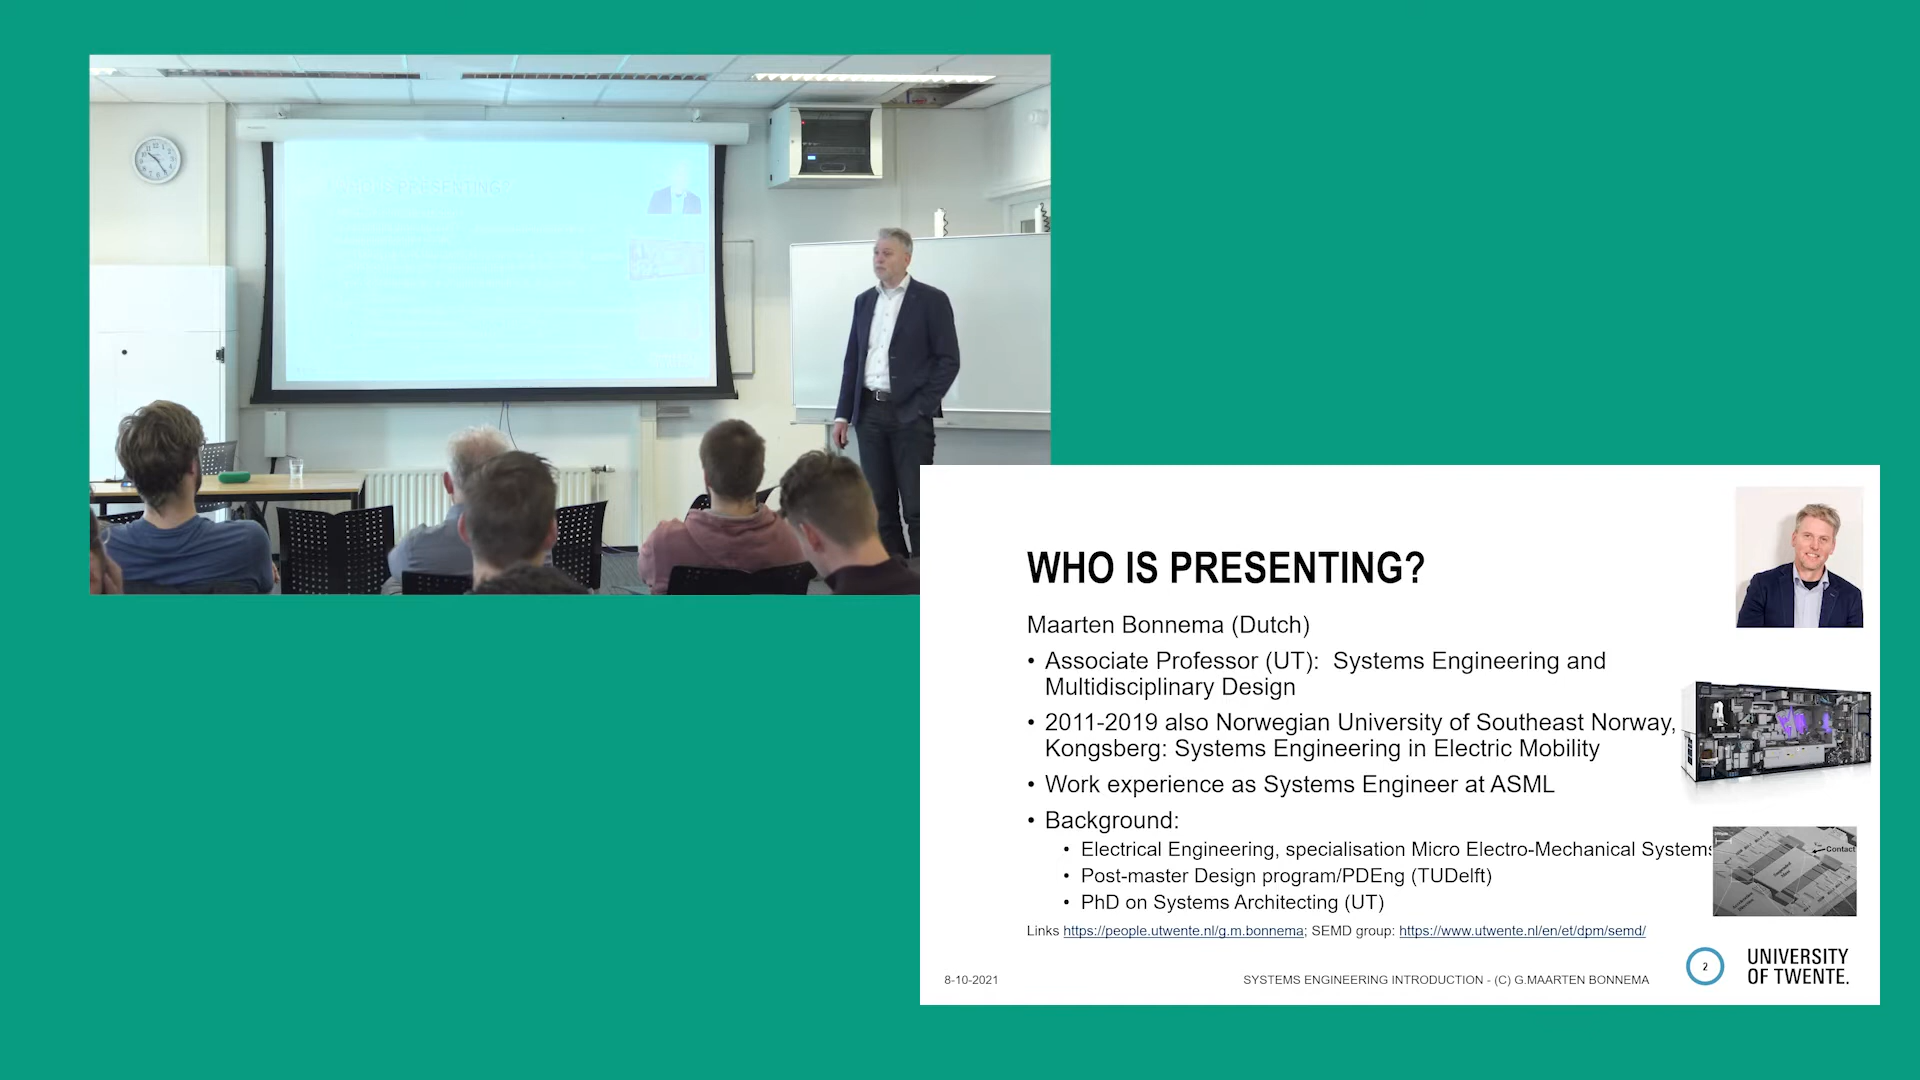 WHO IS PRESENTING?
WHO IS PRESENTING?
Maarten Bonnema (Dutch)
• Associate Professor (UT): Systems Engineering and
Multidisciplinary Design
• 2011-2019 also Norwegian University of Southeast Norway,
Kongsberg: Systems Engineering in Electric Mobility
• Work experience as Systems Engineer at ASML
• Background:
• Electrical Engineering, specialisation Micro Electro-Mechanical Systems
• Post-master Design program/PDEng (TUDelft)
• PhD on Systems Architecting (UT)
Contact
Links https://people.utwente.nl/g.m.bonnema; SEMD group: https://www.utwente.nl/en/et/dpm/semd/
8-10-2021
SYSTEMS ENGINEERING INTRODUCTION - (C) G.MAARTEN BONNEMA
2
UNIVERSITY
OF TWENTE.